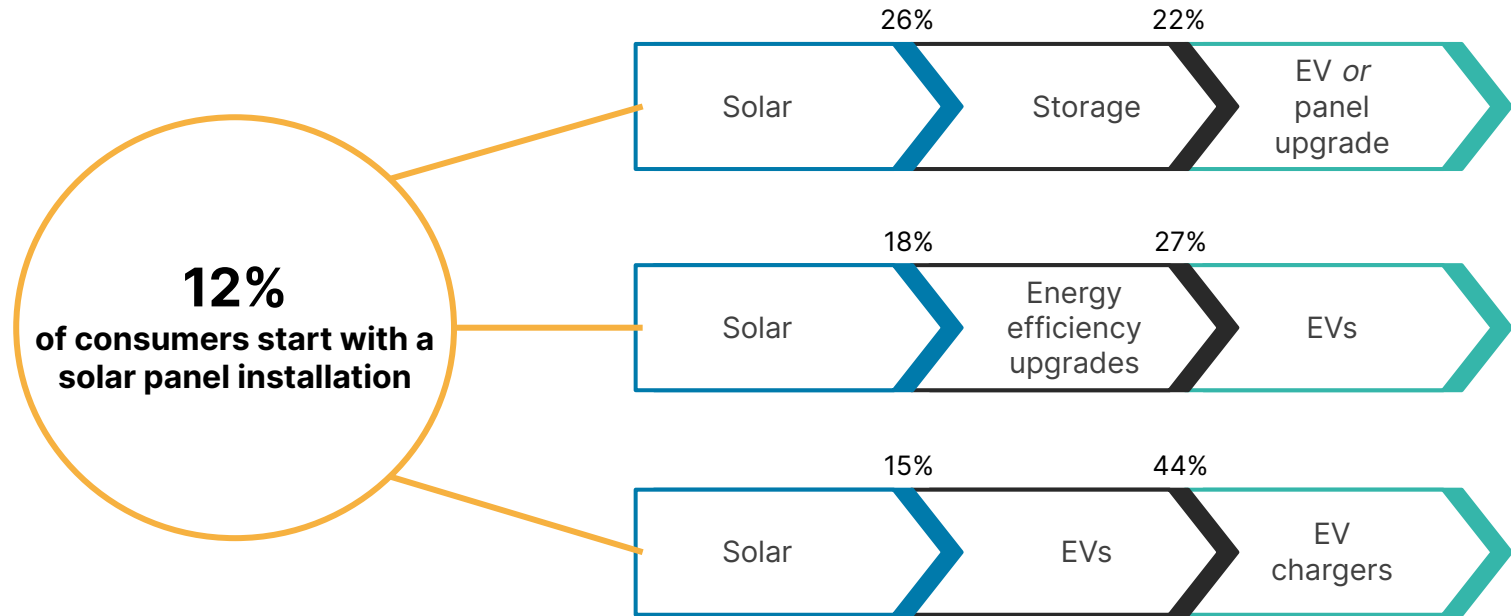 12%
of consumers start with a
solar panel installation
26%
22%
Solar
Storage
EV or
panel
upgrade
18%
27%
Solar
Energy
efficiency
upgrades
EVs
15%
44%
Solar
EVs
EV
chargers